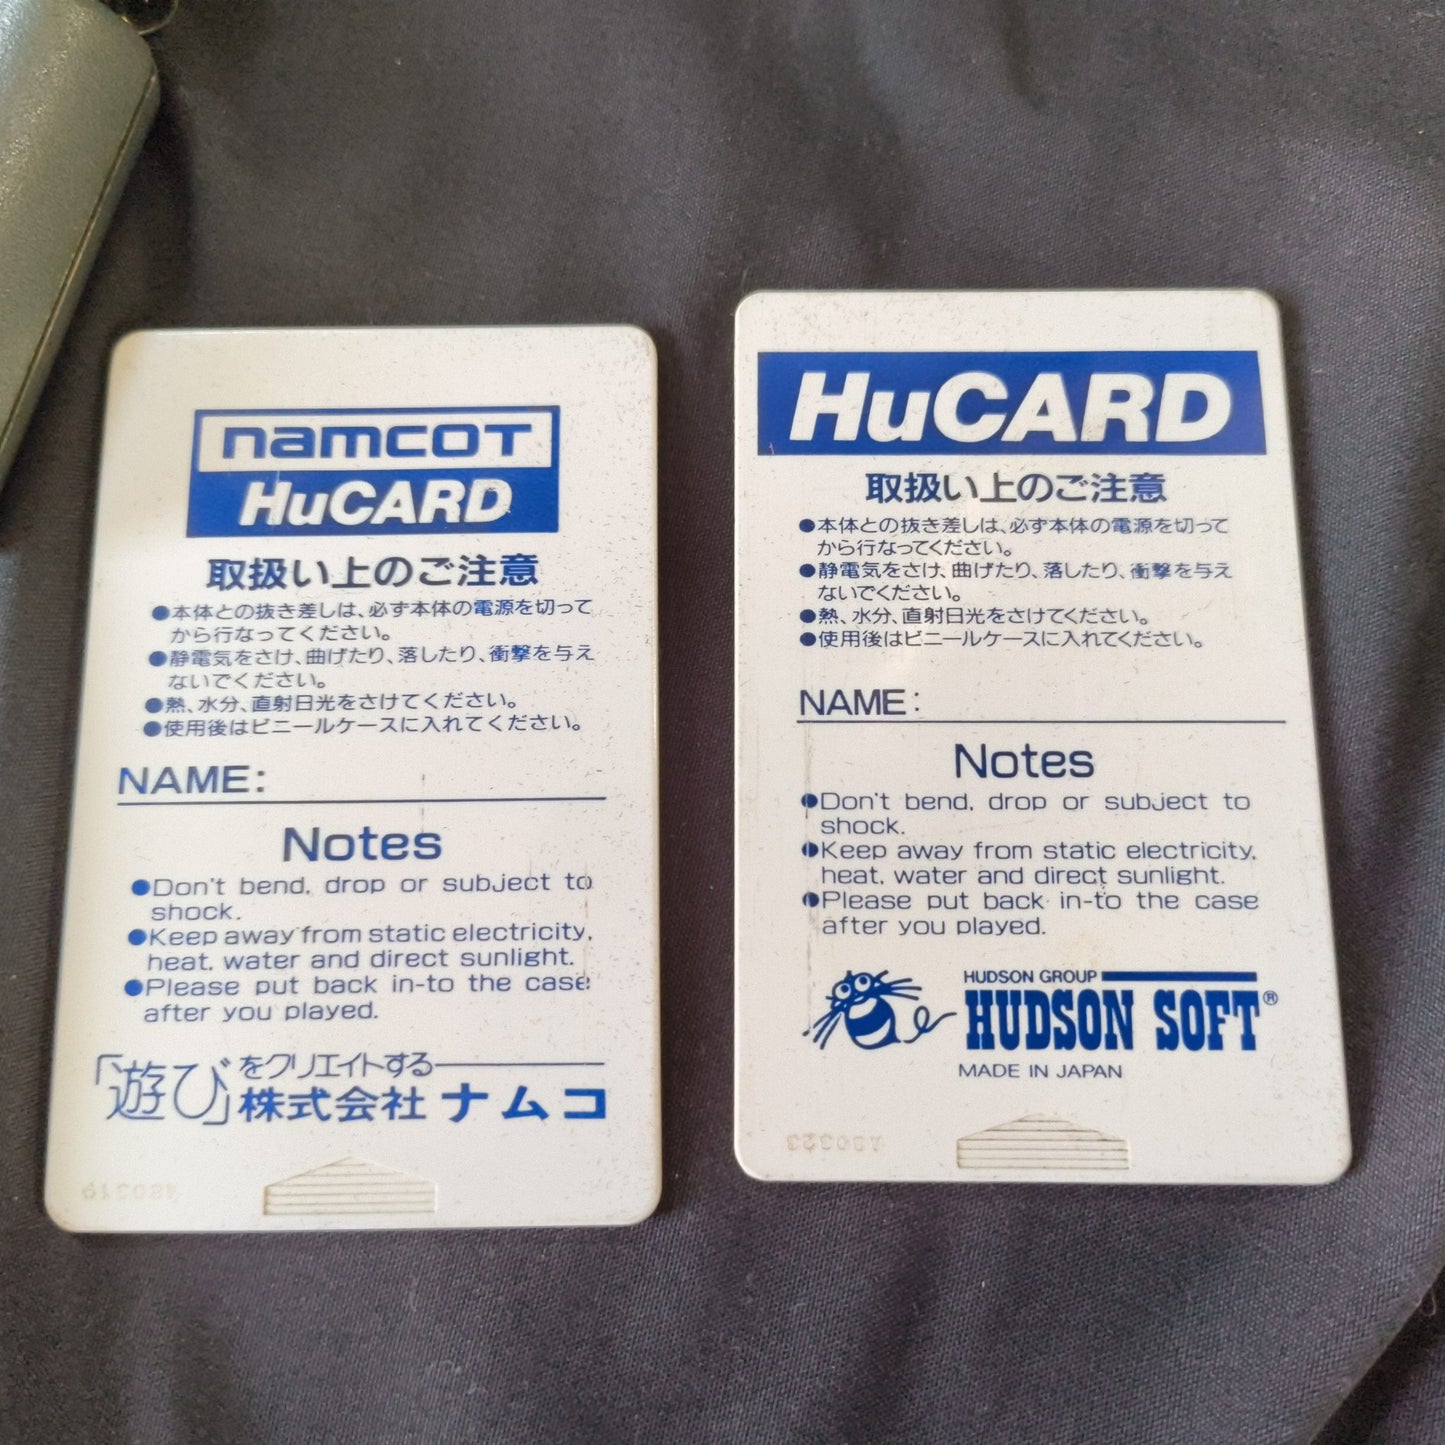 namcoT
HuCARD
取扱い上のご注意
●本体との抜き差しは、必ず本体の電源を切って
から行なってください。
●静電気をさけ、曲げたり、落したり、衝撃を与え
ないでください。
●熱、水分、直射日光をさけてください。
●使用後はビニールケースに入れてください。
NAME:
Notes
●Don't bend, drop or subject to
shock.
●Keep away from static electricity,
heat, water and direct sunlight.
●Please put back in-to the case
after you played.
「遊び」をクリエイトする
株式会社ナムコ
HuCARD
取扱い上のご注意
●本体との抜き差しは、必ず本体の電源を切って
から行なってください。
●静電気をさけ、曲げたり、落したり、衝撃を与え
ないでください。
●熱、水分、直射日光をさけてください。
●使用後はビニールケースに入れてください。
NAME:
Notes
●Don't bend, drop or subject to
shock.
●Keep away from static electricity,
heat, water and direct sunlight.
●Please put back in-to the case
after you played.
HUDSON GROUP
HUDSON SOFT®
MADE IN JAPAN